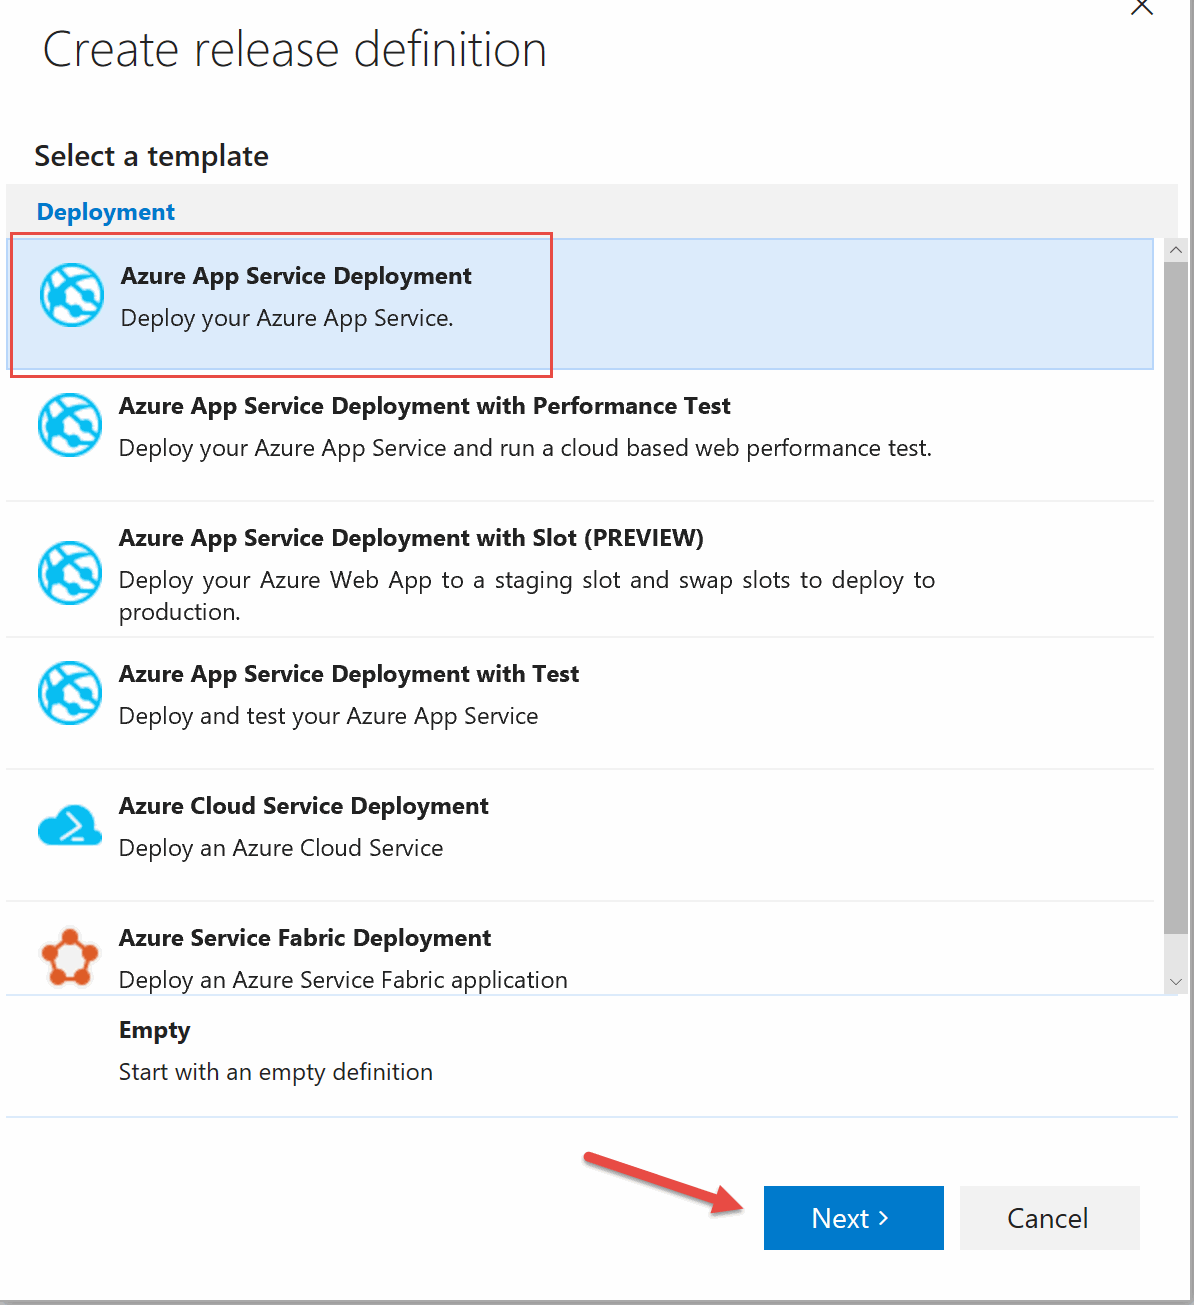 Create release definition
Select a template
Deployment
Azure App Service Deployment
Deploy your Azure App Service.
Azure App Service Deployment with Performance Test
Deploy your Azure App Service and run a cloud based web performance test.
Azure App Service Deployment with Slot (PREVIEW)
Deploy your Azure Web App to a staging slot and swap slots to deploy to
production.
Azure App Service Deployment with Test
Deploy and test your Azure App Service
Azure Cloud Service Deployment
Deploy an Azure Cloud Service
Azure Service Fabric Deployment
Deploy an Azure Service Fabric application
Empty
Start with an empty definition
Next >
Cancel